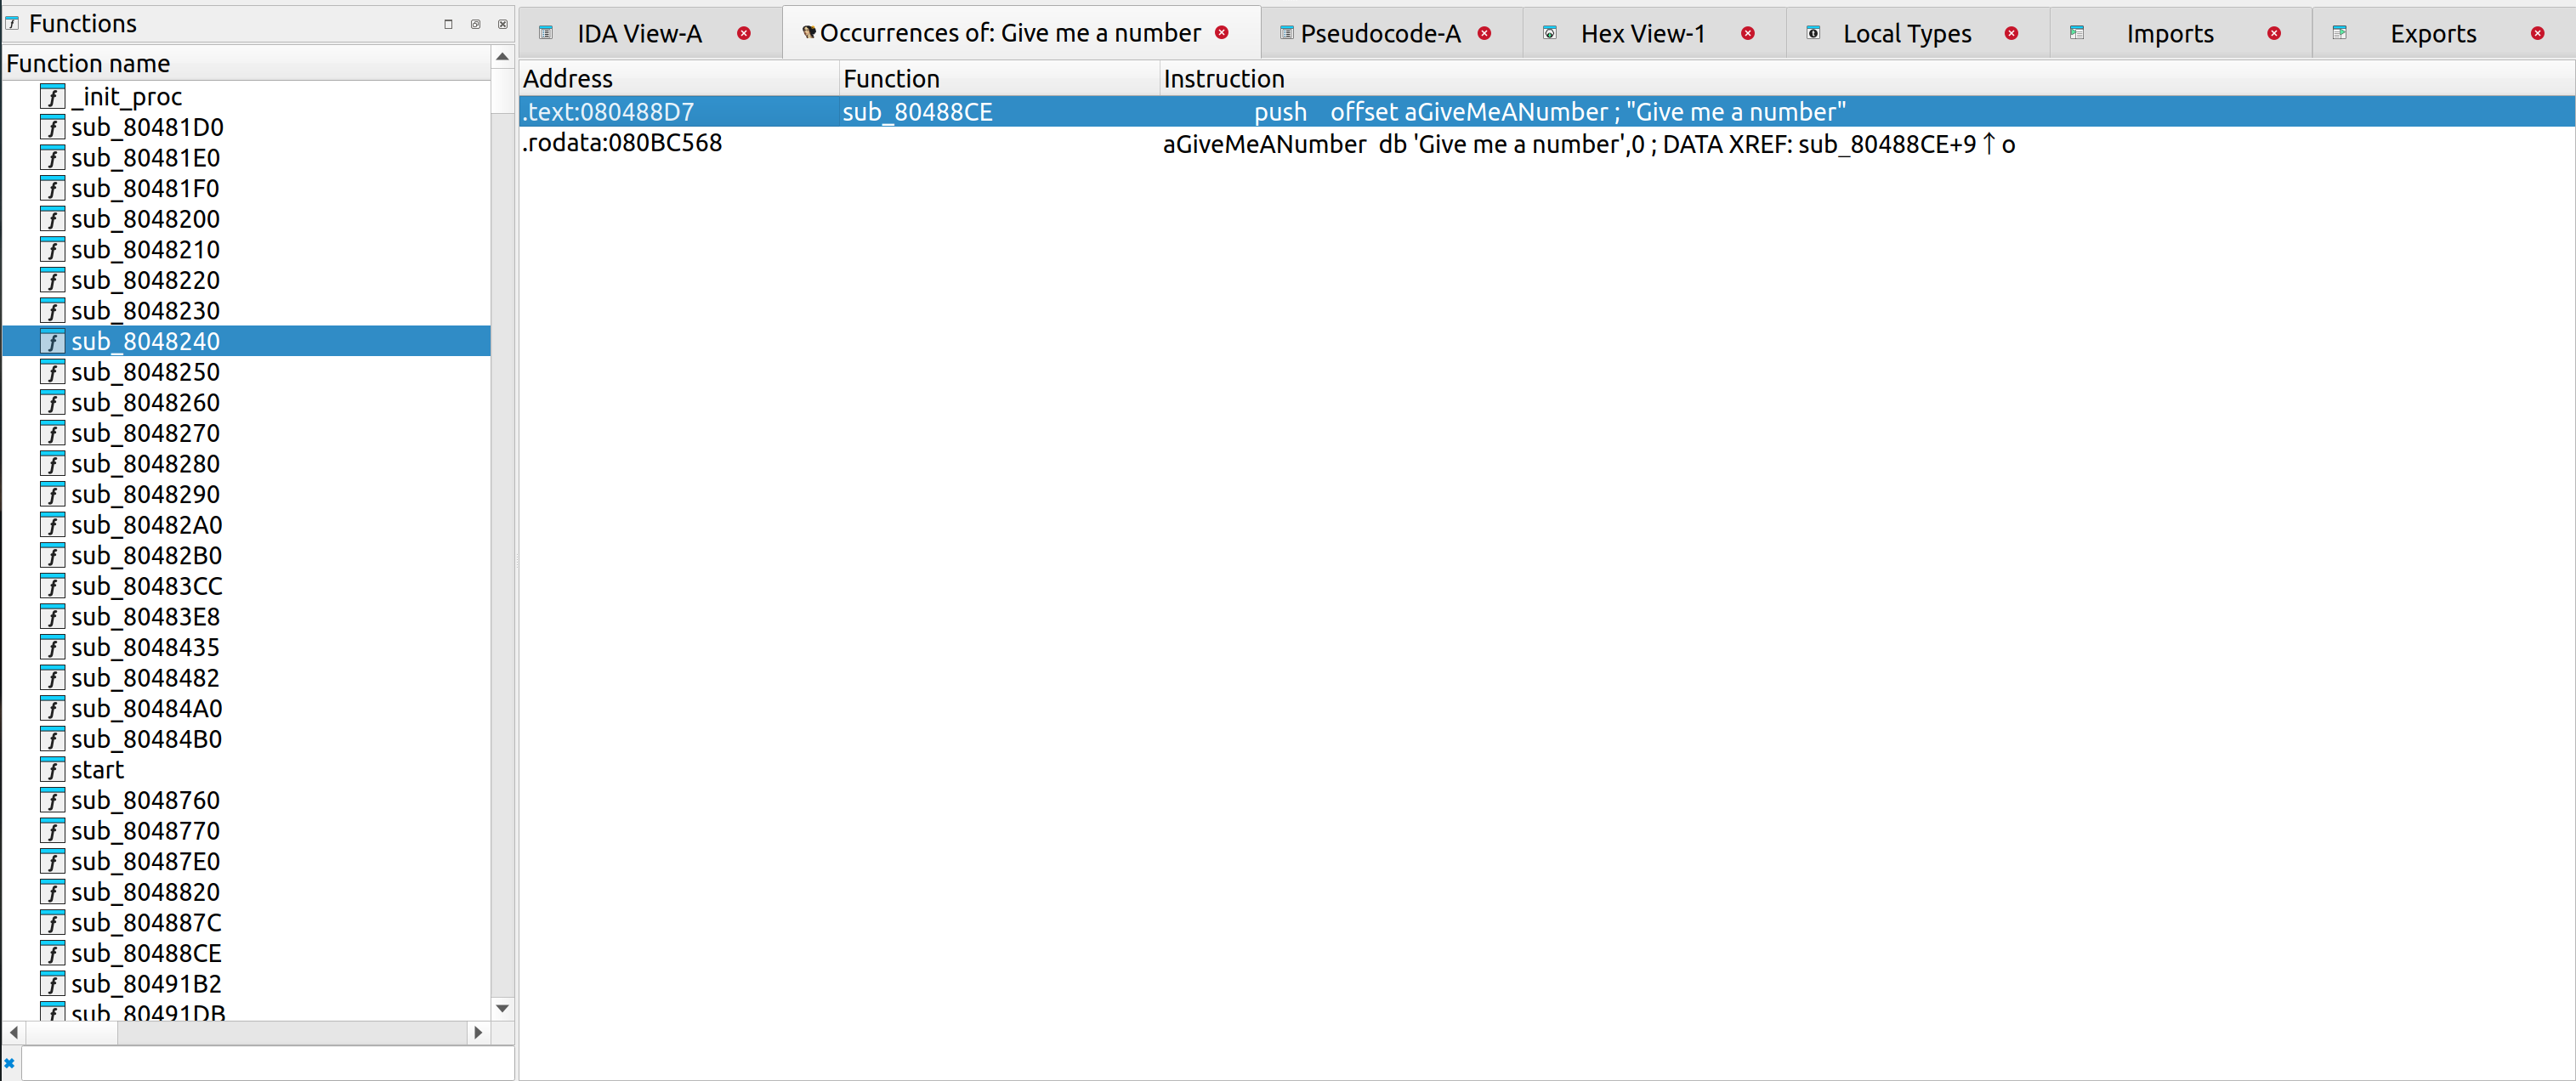 Functions
Function name
_init_proc
sub_80481D0
sub_80481E0
sub_80481F0
sub_8048200
sub_8048210
sub_8048220
sub_8048230
sub_8048240
sub_8048250
sub_8048260
sub_8048270
sub_8048280
sub_8048290
sub_80482A0
sub_80482B0
sub_80483CC
sub_80483E8
sub_8048435
sub_8048482
sub_80484A0
sub_80484B0
start
sub_8048760
sub_8048770
sub_80487E0
sub_8048820
sub_804887C
sub_80488CE
sub_80491B2
sub_80491DB
IDA View-A Occurrences of: Give me a number Pseudocode-A Hex View-1 Local Types Imports Exports
Address Function Instruction
.text:080488D7 sub_80488CE push offset aGiveMeANumber ; "Give me a number"
.rodata:080BC568 aGiveMeANumber db 'Give me a number',0 ; DATA XREF: sub_80488CE+9↑o